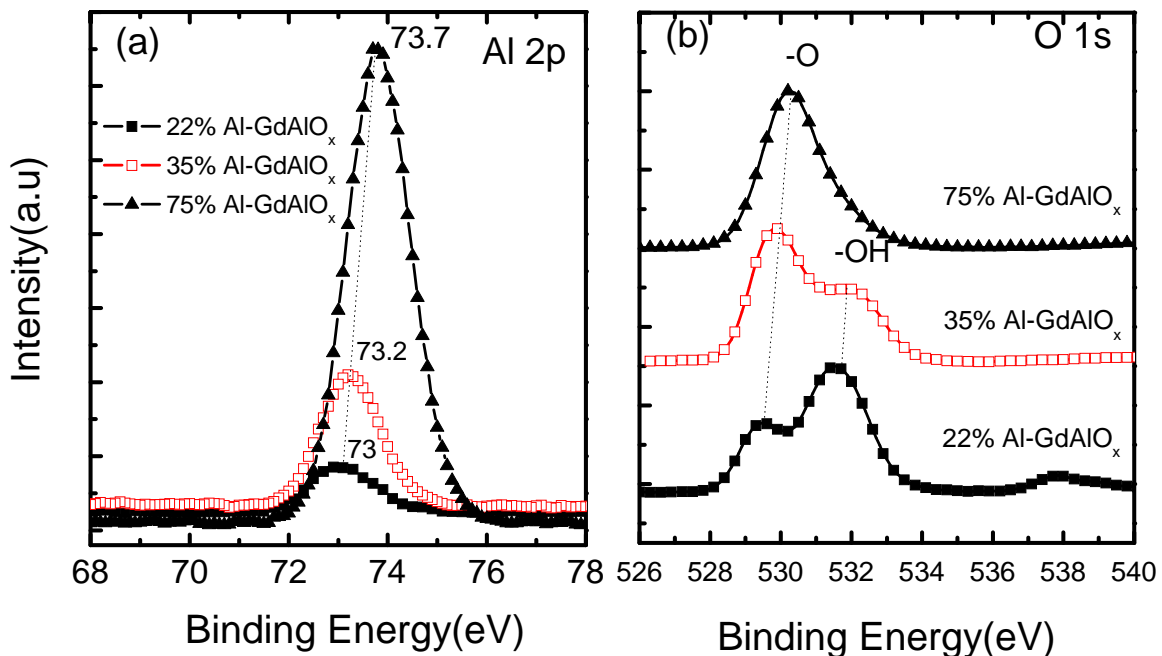 (a)
73.7
Al 2p
22% Al-GdAlOₓ
35% Al-GdAlOₓ
75% Al-GdAlOₓ
73.2
73
Intensity(a.u)
68 70 72 74 76 78
Binding Energy(eV)
(b)
O 1s
-O
75% Al-GdAlOₓ
-OH
35% Al-GdAlOₓ
22% Al-GdAlOₓ
526 528 530 532 534 536 538 540
Binding Energy(eV)